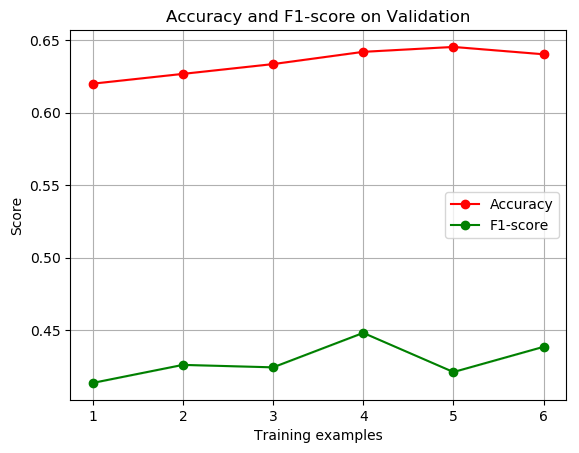 Accuracy and F1-score on Validation
0.65
0.60
0.55
0.50
0.45
Score
Accuracy
F1-score
1 2 3 4 5 6
Training examples